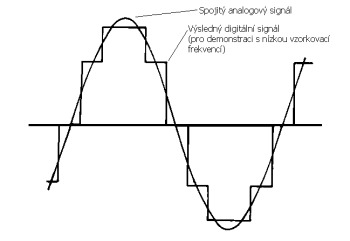 Spojitý analogový signál
Výsledný digitální signál
(pro demonstraci s nízkou vzorkovací
frekvencí)